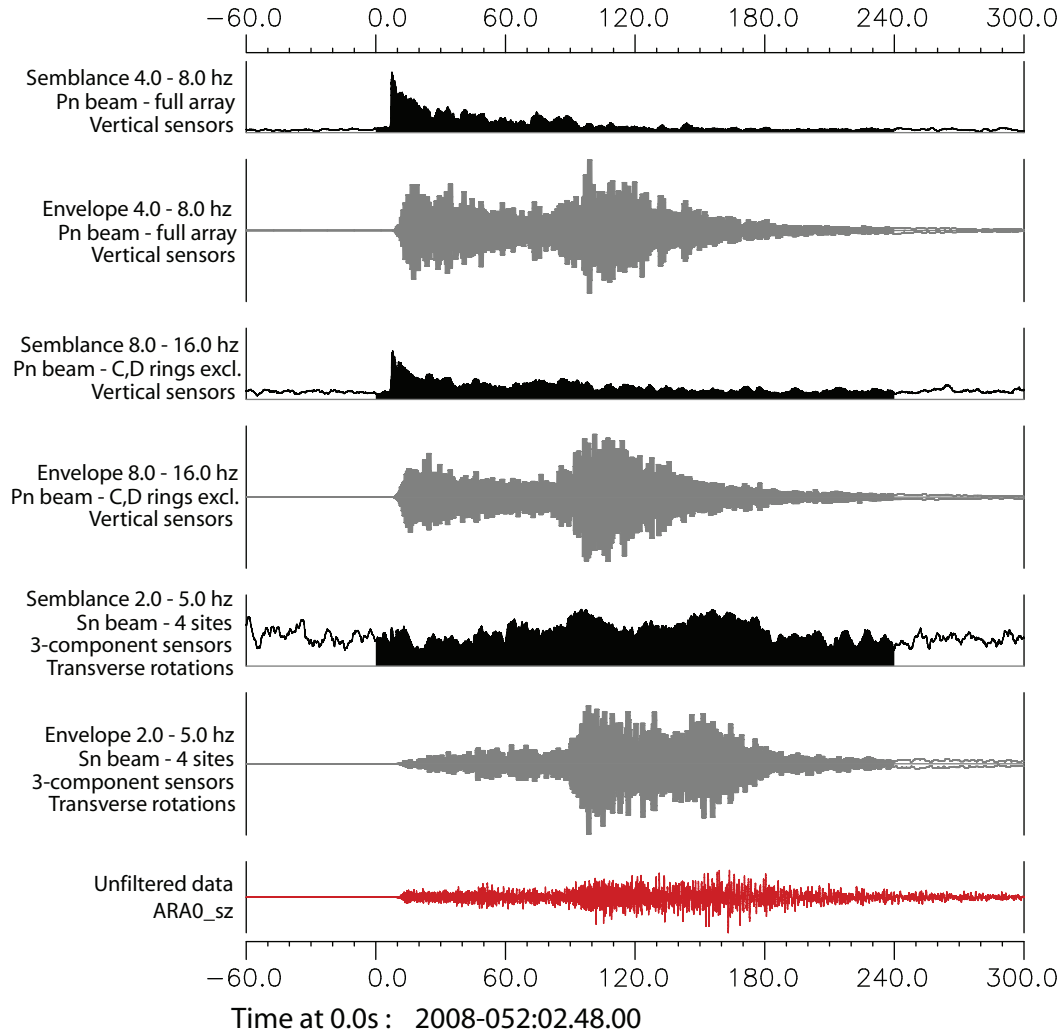 −60.0 0.0 60.0 120.0 180.0 240.0 300.0
Semblance 4.0 - 8.0 hz
Pn beam - full array
Vertical sensors
Envelope 4.0 - 8.0 hz
Pn beam - full array
Vertical sensors
Semblance 8.0 - 16.0 hz
Pn beam - C,D rings excl.
Vertical sensors
Envelope 8.0 - 16.0 hz
Pn beam - C,D rings excl.
Vertical sensors
Semblance 2.0 - 5.0 hz
Sn beam - 4 sites
3-component sensors
Transverse rotations
Envelope 2.0 - 5.0 hz
Sn beam - 4 sites
3-component sensors
Transverse rotations
Unfiltered data
ARA0_sz
−60.0 0.0 60.0 120.0 180.0 240.0 300.0
Time at 0.0s : 2008-052:02.48.00